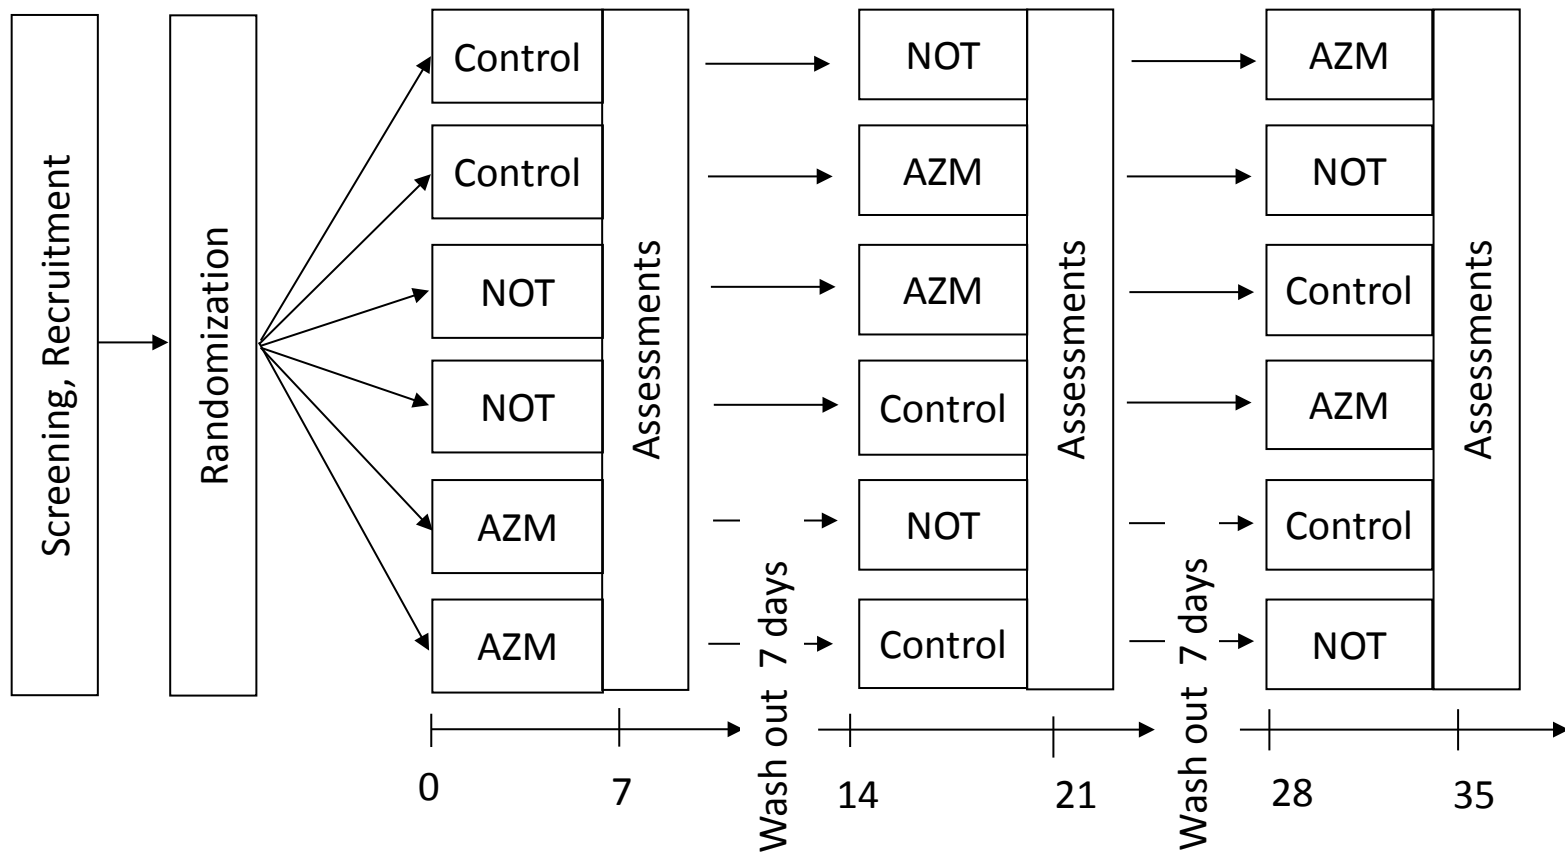 Screening, Recruitment
Randomization
Control
Control
NOT
NOT
AZM
AZM
Assessments
Wash out 7 days
NOT
AZM
AZM
Control
NOT
Control
Assessments
Wash out 7 days
AZM
NOT
Control
AZM
Control
NOT
Assessments
0 7 14 21 28 35